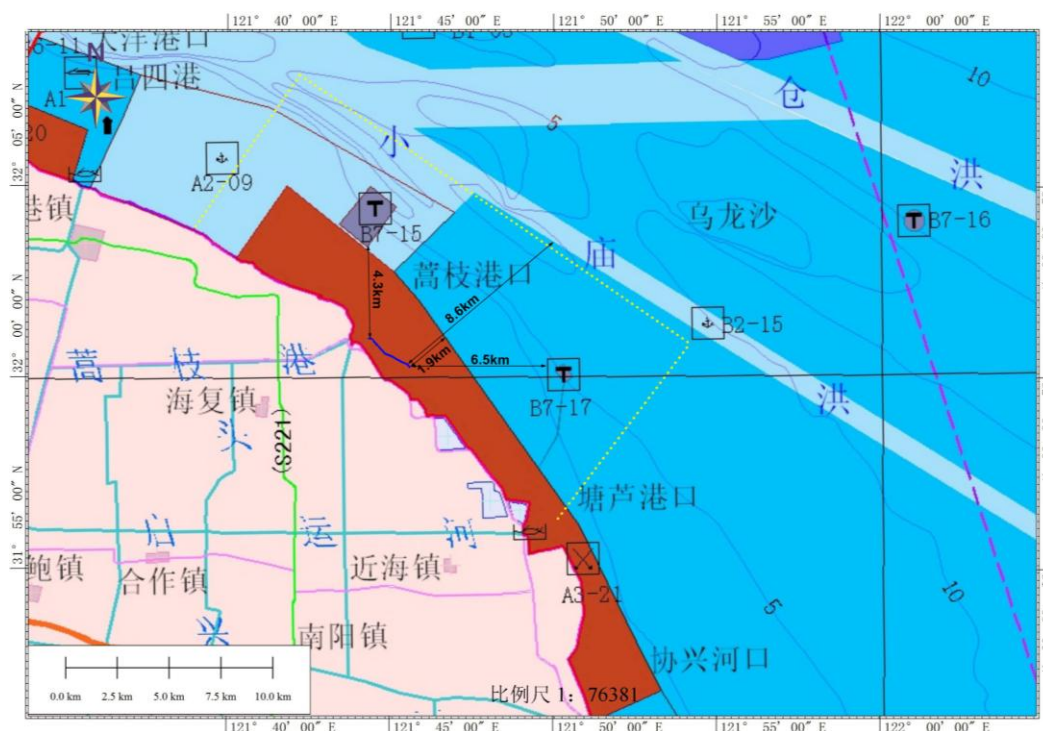 121° 40′ 00″ E
121° 45′ 00″ E
121° 50′ 00″ E
121° 55′ 00″ E
122° 00′ 00″ E
大洋港口
N
吕四港
A1
20
05′ 00″ N
32°
A2-09
B7-15
小
5
仓
10
洪
巷镇
蒿枝港口
庙
乌龙沙
B7-16
4.3km
8.6km
1.9km
6.5km
B2-15
00′ 00″ N
32°
B7-17
洪
蒿 枝 港
海复镇
头
(S221)
塘芦港口
55′ 00″ N
31°
启 运 河
鲍镇
合作镇
近海镇
A3-21
5
10
兴
南阳镇
协兴河口
0.0 km 2.5 km 5.0 km 7.5 km 10.0 km
比例尺 1: 76381
121° 40′ 00″ E
121° 45′ 00″ E
121° 50′ 00″ E
121° 55′ 00″ E
122° 00′ 00″ E